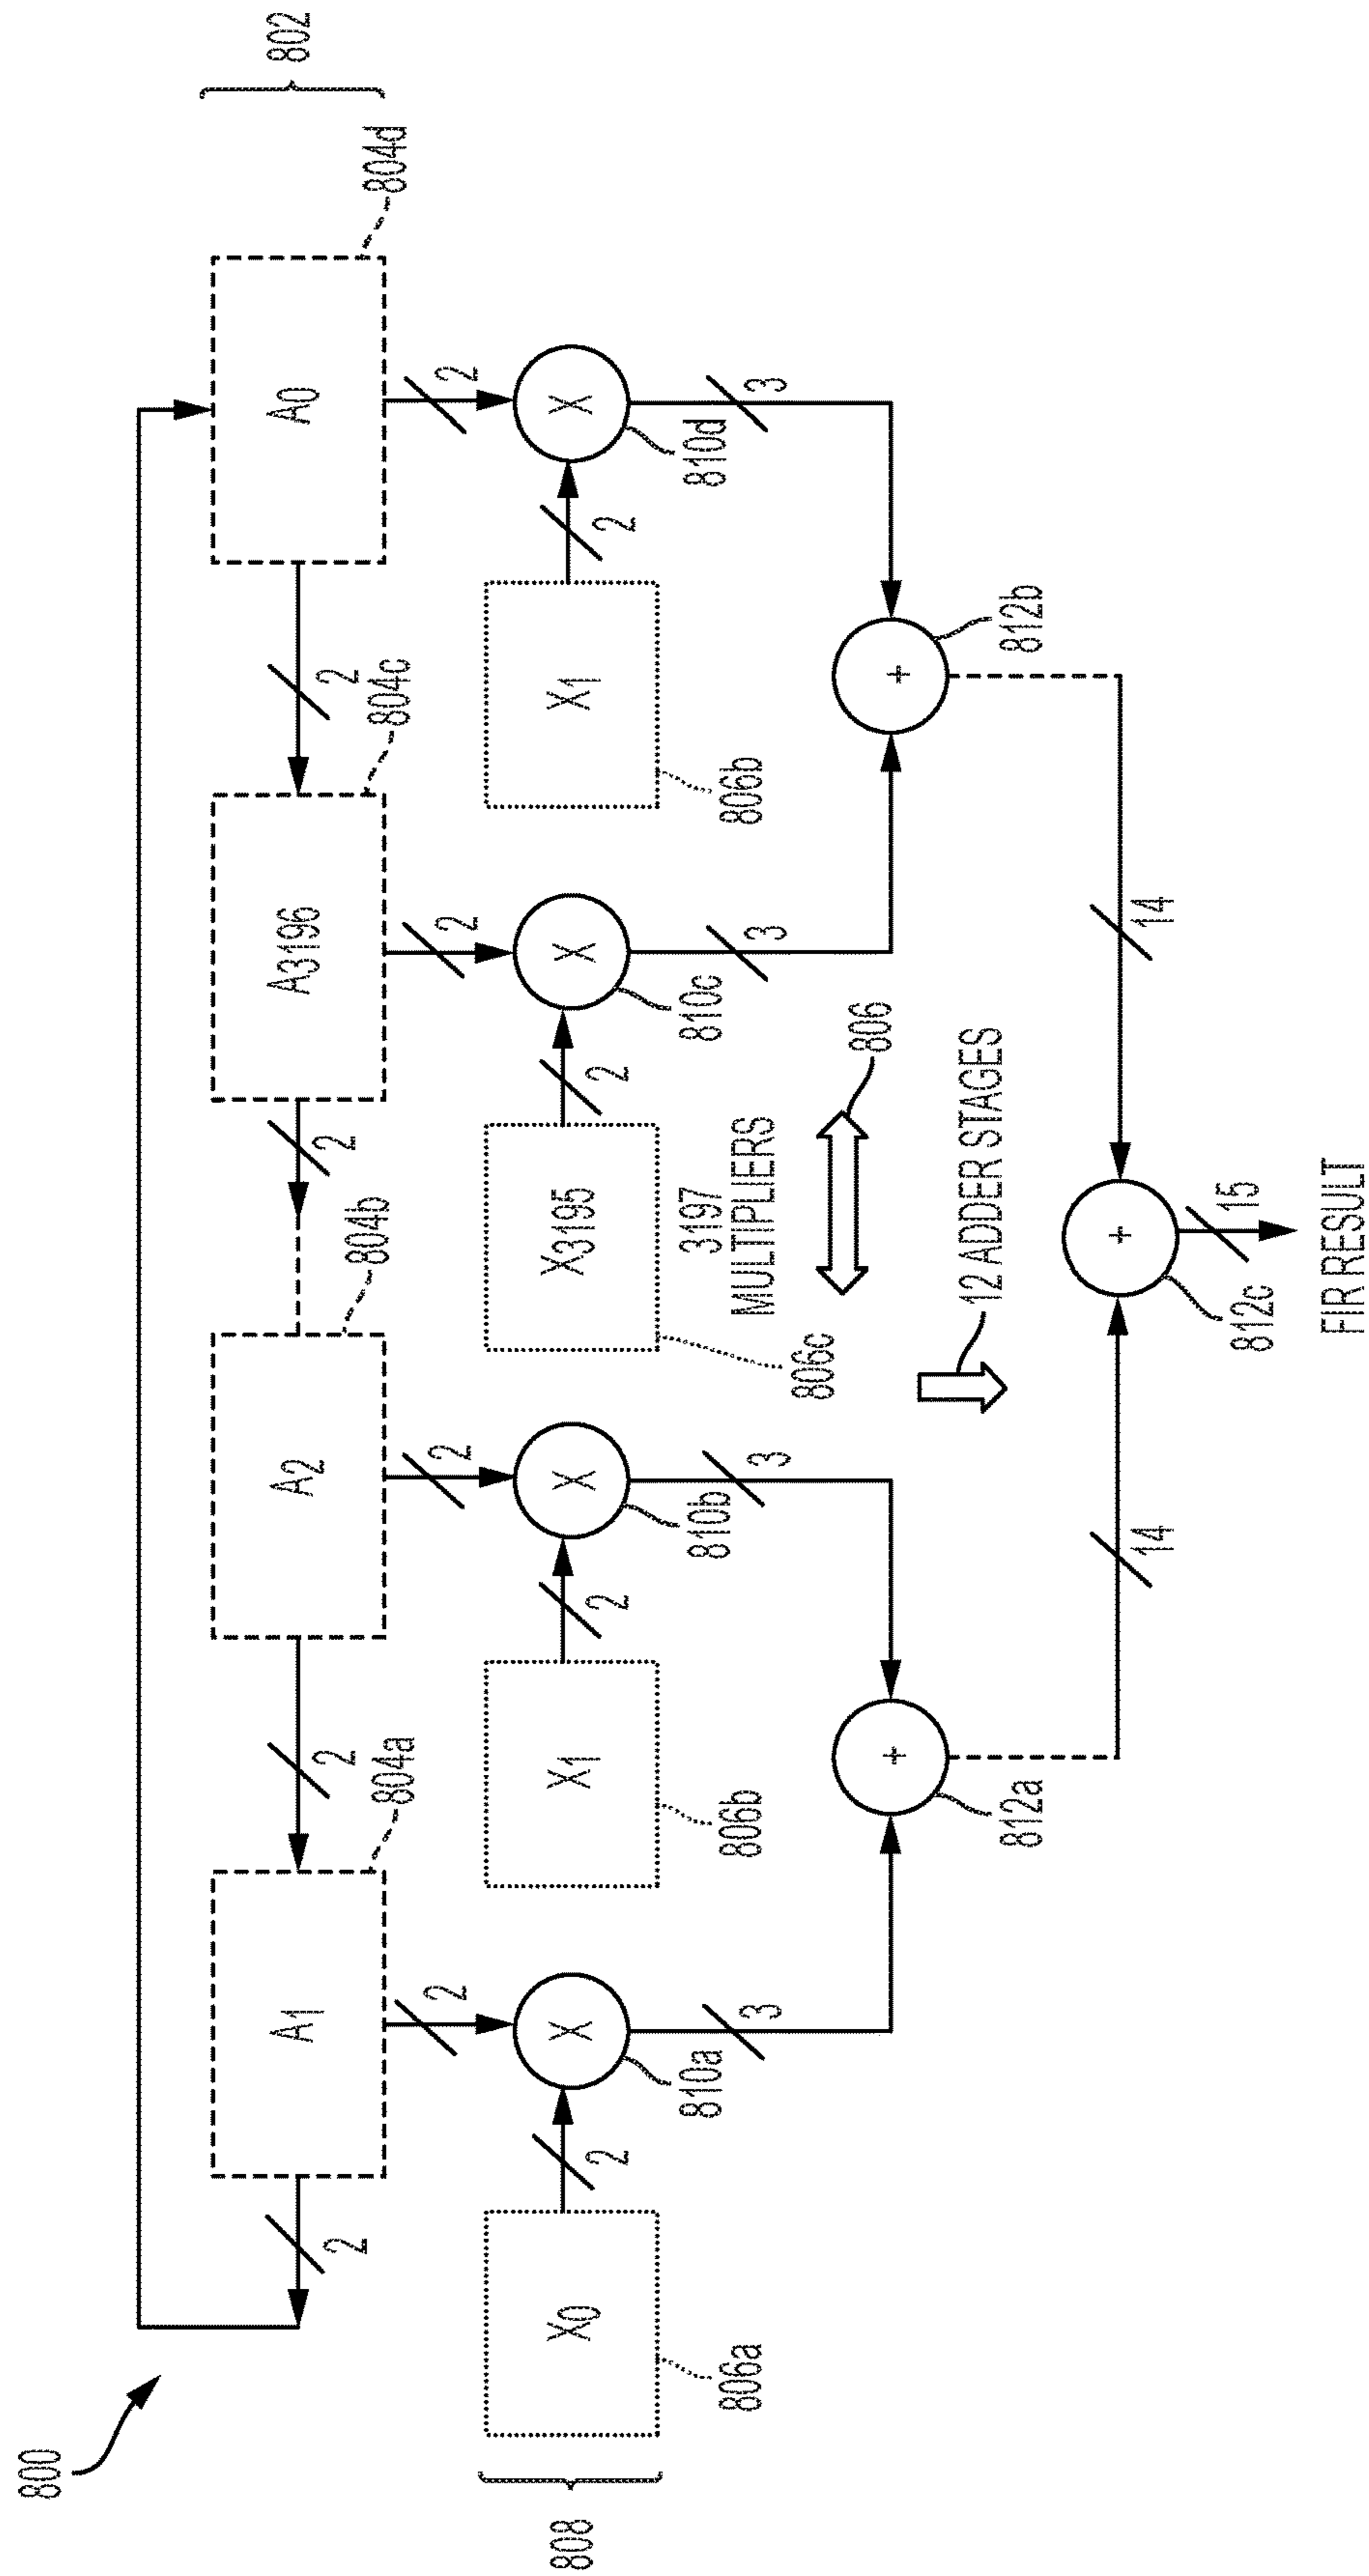 800
802
2
A1
804a
2
A2
804b
2
A3196
804c
2
A0
804d
2
2
2
2
808
X0
806a
2
X
810a
X1
806b
2
X
810b
X3195
806c
2
X
810c
X1
806b
2
X
810d
3
3
3
3
3197
MULTIPLIERS
806
+
812a
+
812b
12 ADDER STAGES
14
14
+
812c
15
FIR RESULT